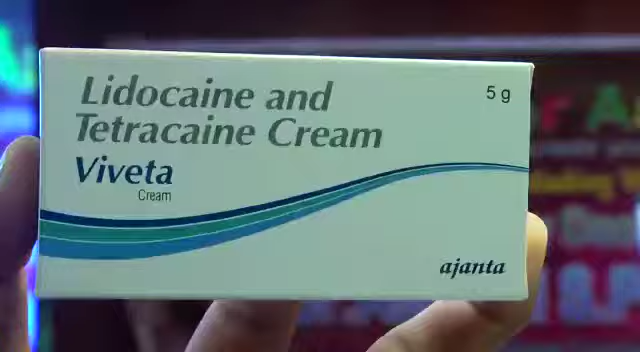 Lidocaine and
Tetracaine Cream
5 g
Viveta
Cream
ajanta